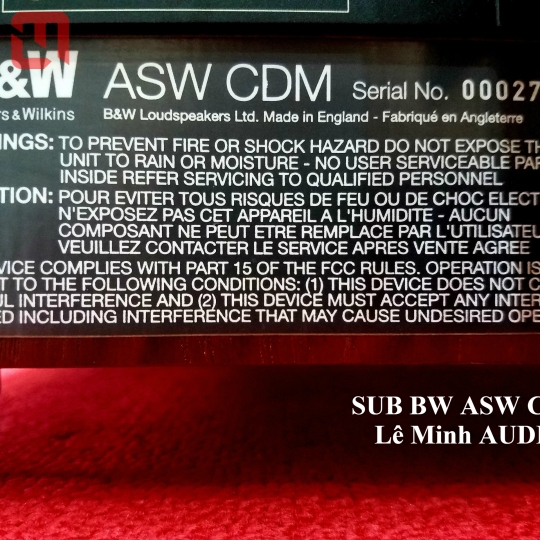 &W ASW CDM Serial No. 00027
rs & Wilkins B&W Loudspeakers Ltd. Made in England - Fabriqué en Angleterre
INGS: TO PREVENT FIRE OR SHOCK HAZARD DO NOT EXPOSE TH
UNIT TO RAIN OR MOISTURE - NO USER SERVICEABLE PAR
INSIDE REFER SERVICING TO QUALIFIED PERSONNEL
TION: POUR EVITER TOUS RISQUES DE FEU OU DE CHOC ELECT
N'EXPOSEZ PAS CET APPAREIL A L'HUMIDITE - AUCUN
COMPOSANT NE PEUT ETRE REMPLACE PAR L'UTILISATEU
VEUILLEZ CONTACTER LE SERVICE APRES VENTE AGREE
VICE COMPLIES WITH PART 15 OF THE FCC RULES. OPERATION IS
T TO THE FOLLOWING CONDITIONS: (1) THIS DEVICE DOES NOT C
UL INTERFERENCE AND (2) THIS DEVICE MUST ACCEPT ANY INTER
ED INCLUDING INTERFERENCE THAT MAY CAUSE UNDESIRED OPE
SUB BW ASW C
Lê Minh AUDI